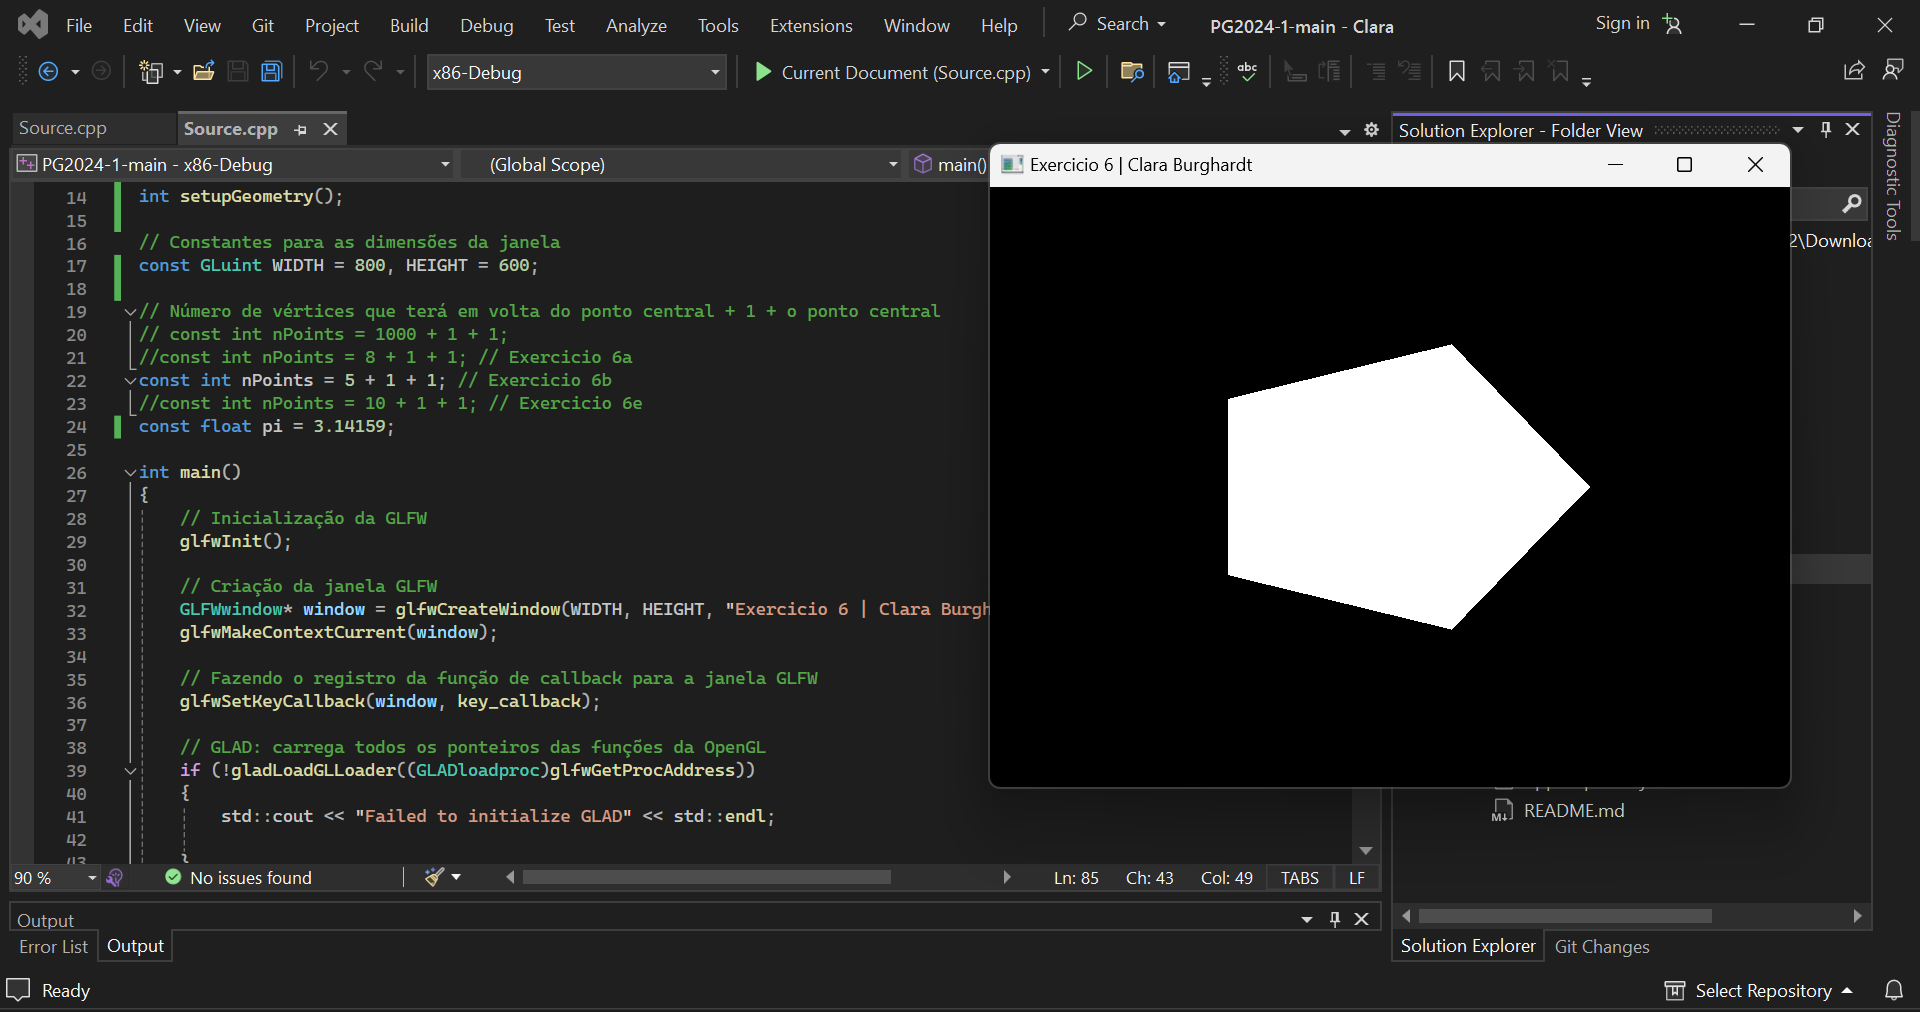 File Edit View Git Project Build Debug Test Analyze Tools Extensions Window Help Search PG2024-1-main - Clara Sign in
x86-Debug Current Document (Source.cpp)
Source.cpp Source.cpp
Solution Explorer - Folder View
Diagnostic Tools
PG2024-1-main - x86-Debug (Global Scope) main()
Exercicio 6 | Clara Burghardt
14 int setupGeometry();
15
16 // Constantes para as dimensões da janela
17 const GLuint WIDTH = 800, HEIGHT = 600;
18
19 // Número de vértices que terá em volta do ponto central + 1 + o ponto central
20 // const int nPoints = 1000 + 1 + 1;
21 //const int nPoints = 8 + 1 + 1; // Exercicio 6a
22 const int nPoints = 5 + 1 + 1; // Exercicio 6b
23 //const int nPoints = 10 + 1 + 1; // Exercicio 6e
24 const float pi = 3.14159;
25
26 int main()
27 {
28 // Inicialização da GLFW
29 glfwInit();
30
31 // Criação da janela GLFW
32 GLFWwindow* window = glfwCreateWindow(WIDTH, HEIGHT, "Exercicio 6 | Clara Burgh
33 glfwMakeContextCurrent(window);
34
35 // Fazendo o registro da função de callback para a janela GLFW
36 glfwSetKeyCallback(window, key_callback);
37
38 // GLAD: carrega todos os ponteiros das funções da OpenGL
39 if (!gladLoadGLLoader((GLADloadproc)glfwGetProcAddress))
40 {
41 std::cout << "Failed to initialize GLAD" << std::endl;
42
43 }
2\Downloa
README.md
90 % No issues found Ln: 85 Ch: 43 Col: 49 TABS LF
Output
Error List Output
Solution Explorer Git Changes
Ready
Select Repository